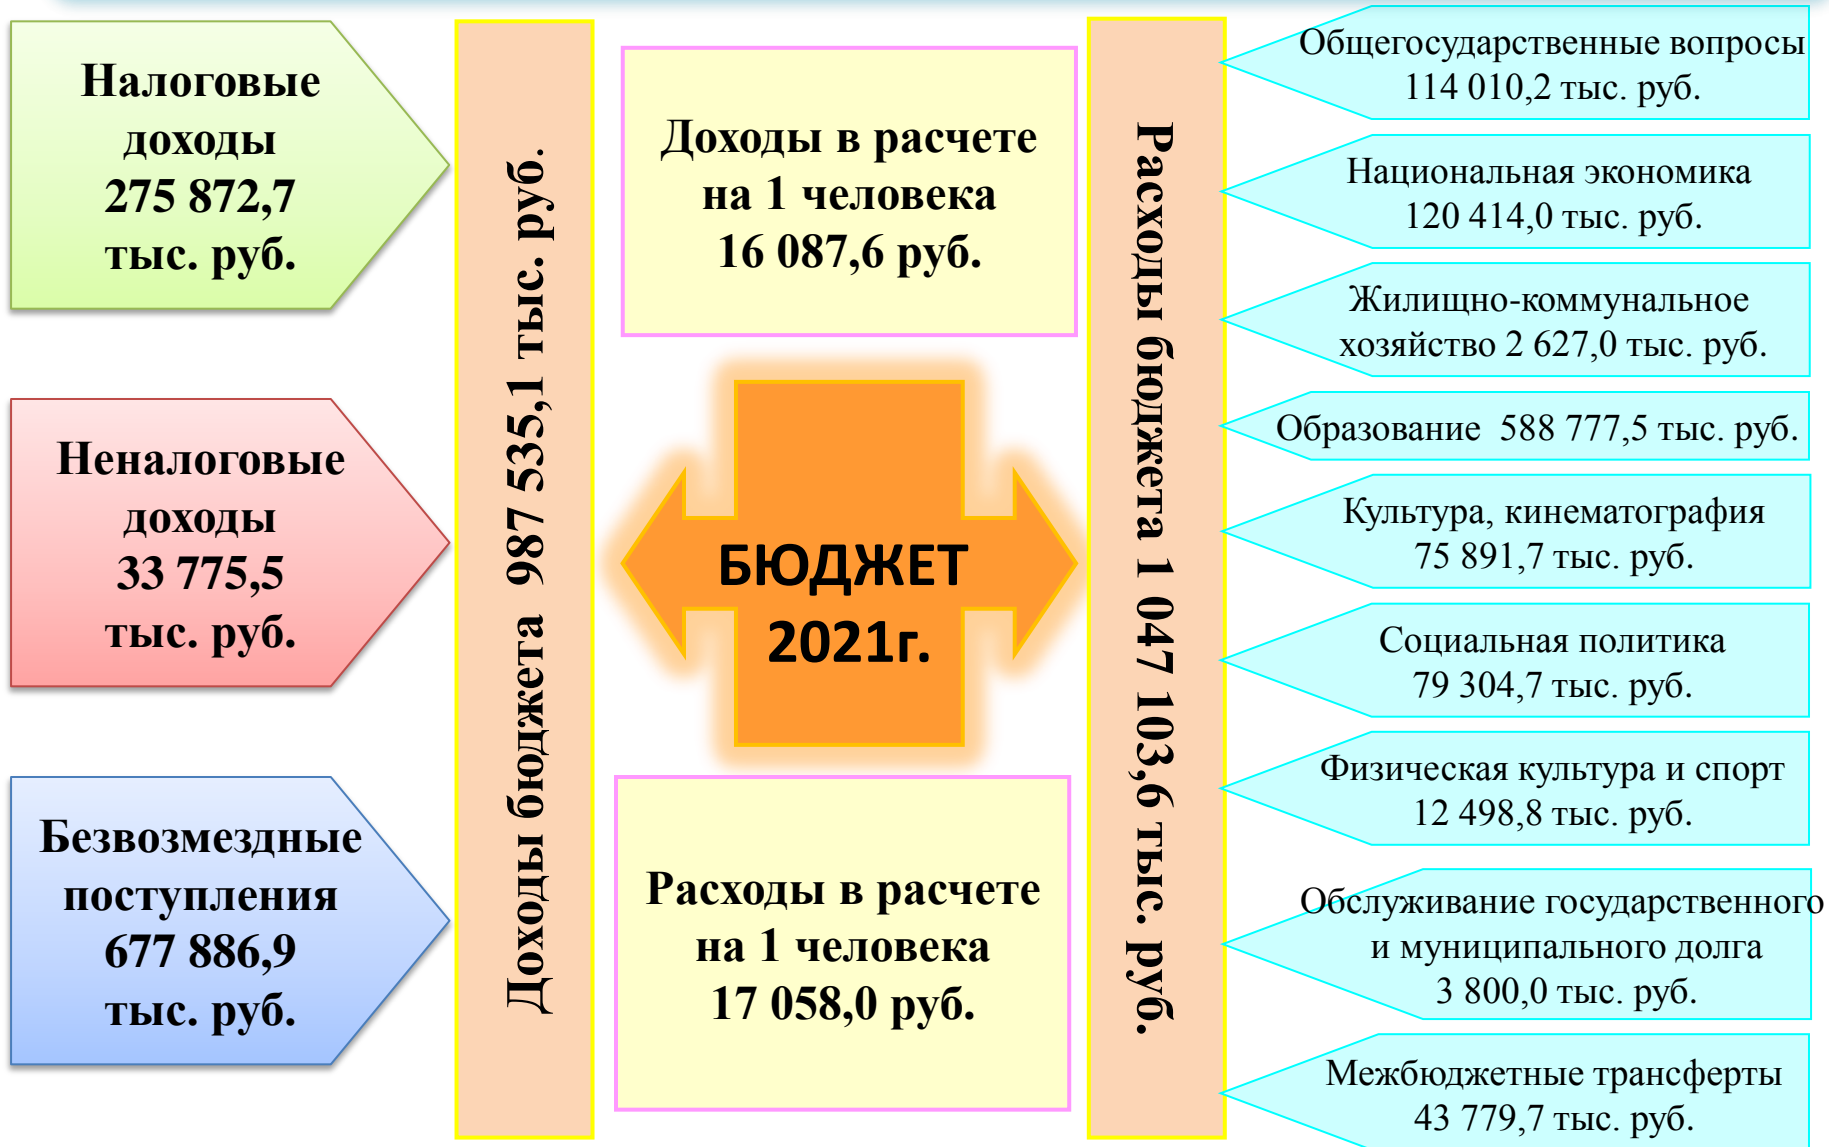 Налоговые
доходы
275 872,7
тыс. руб.
Неналоговые
доходы
33 775,5
тыс. руб.
Безвозмездные
поступления
677 886,9
тыс. руб.
Доходы бюджета 987 535,1 тыс. руб.
Доходы в расчете
на 1 человека
16 087,6 руб.
БЮДЖЕТ
2021г.
Расходы в расчете
на 1 человека
17 058,0 руб.
Расходы бюджета 1 047 103,6 тыс. руб.
Общегосударственные вопросы
114 010,2 тыс. руб.
Национальная экономика
120 414,0 тыс. руб.
Жилищно-коммунальное
хозяйство 2 627,0 тыс. руб.
Образование 588 777,5 тыс. руб.
Культура, кинематография
75 891,7 тыс. руб.
Социальная политика
79 304,7 тыс. руб.
Физическая культура и спорт
12 498,8 тыс. руб.
Обслуживание государственного
и муниципального долга
3 800,0 тыс. руб.
Межбюджетные трансферты
43 779,7 тыс. руб.